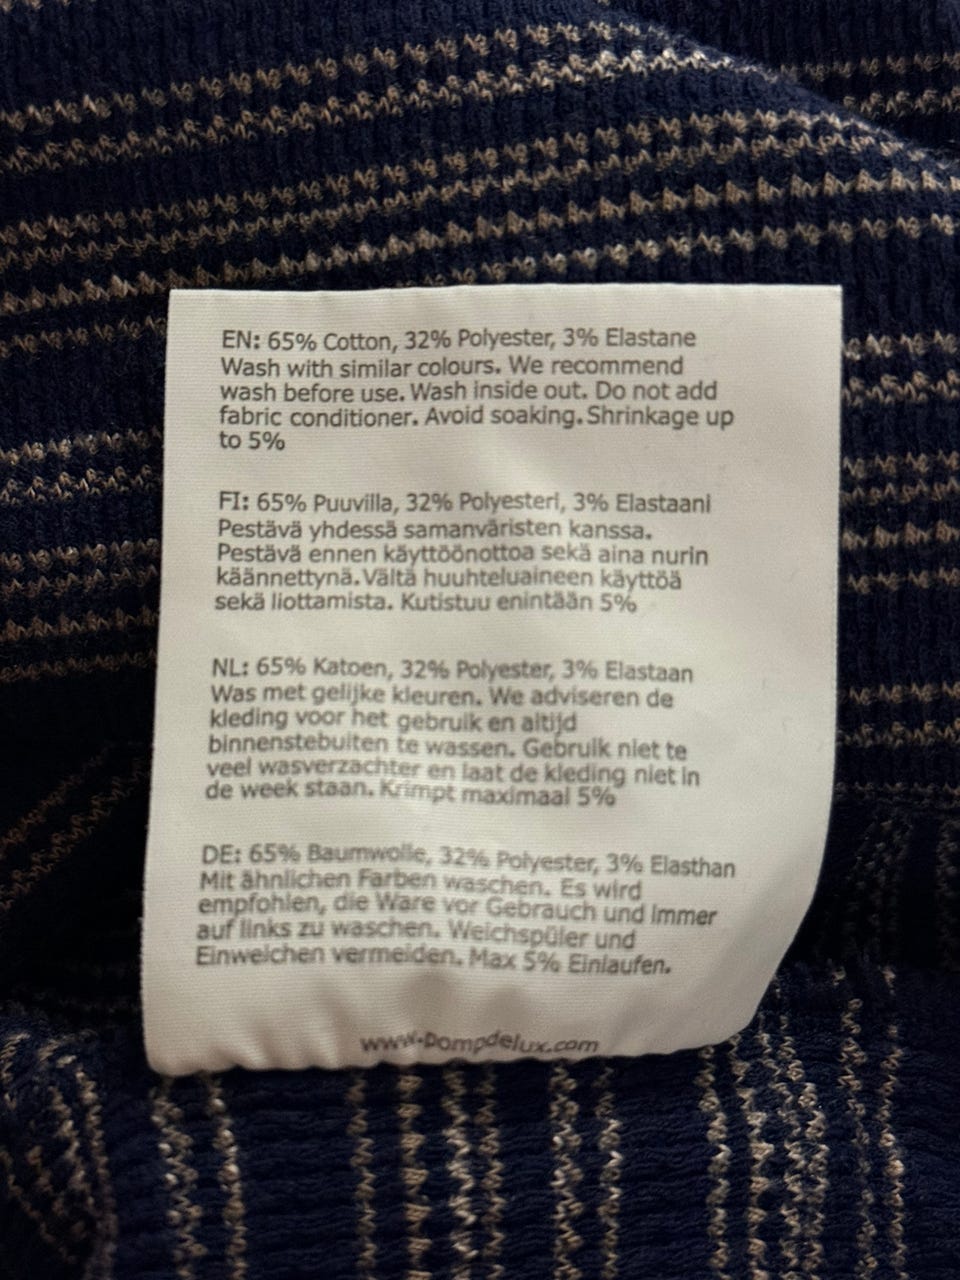 EN: 65% Cotton, 32% Polyester, 3% Elastane
Wash with similar colours. We recommend
wash before use. Wash inside out. Do not add
fabric conditioner. Avoid soaking. Shrinkage up
to 5%
FI: 65% Puuvilla, 32% Polyesteri, 3% Elastaani
Pestävä yhdessä samanväristen kanssa.
Pestävä ennen käyttöönottoa sekä aina nurin
käännettynä. Vältä huuhteluaineen käyttöä
sekä liottamista. Kutistuu enintään 5%
NL: 65% Katoen, 32% Polyester, 3% Elastaan
Was met gelijke kleuren. We adviseren de
kleding voor het gebruik en altijd
binnenstebuiten te wassen. Gebruik niet te
veel wasverzachter en laat de kleding niet in
de week staan. Krimpt maximaal 5%
DE: 65% Baumwolle, 32% Polyester, 3% Elasthan
Mit ähnlichen Farben waschen. Es wird
empfohlen, die Ware vor Gebrauch und immer
auf links zu waschen. Weichspüler und
Einweichen vermeiden. Max 5% Einlaufen.
www.Pompdelux.com